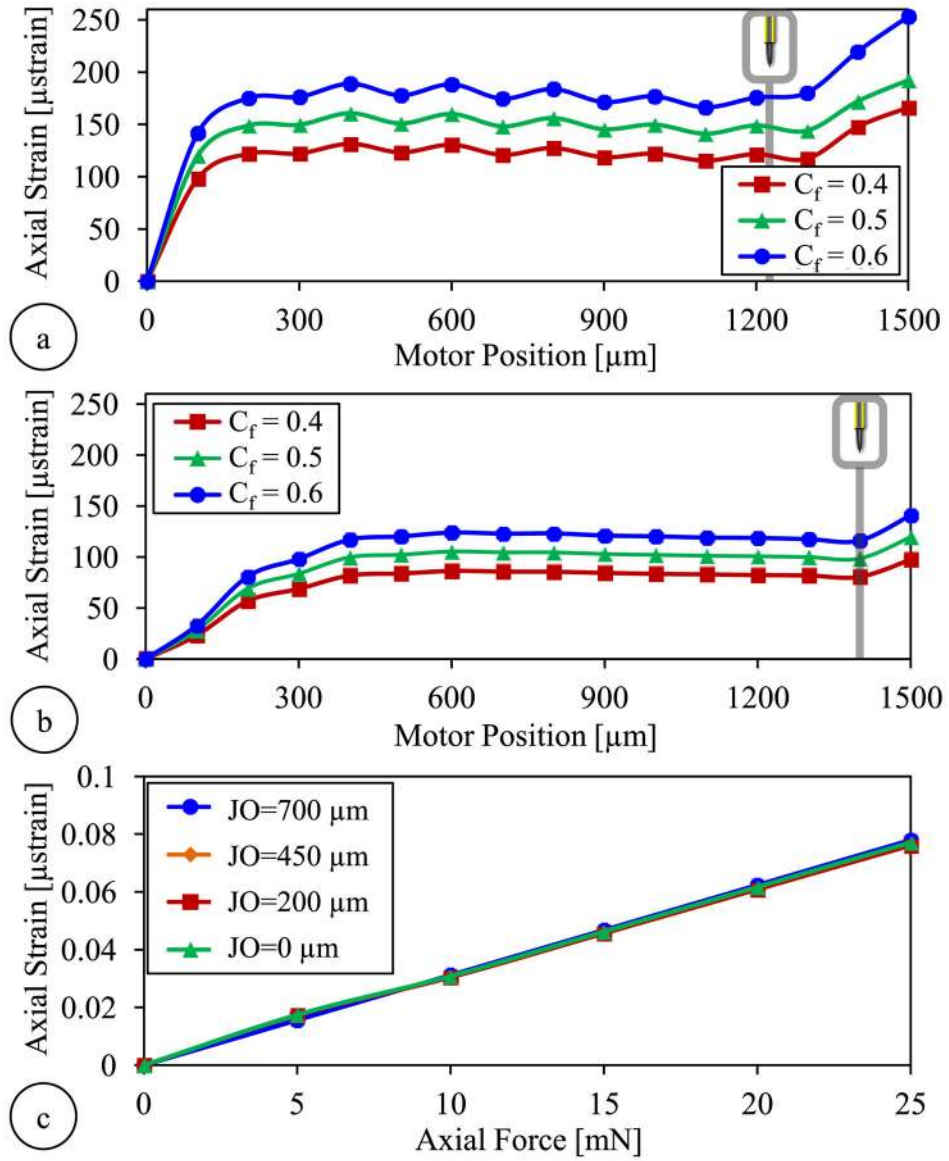 250
200
150
100
50
0
Axial Strain [µstrain]
C_f = 0.4
C_f = 0.5
C_f = 0.6
0 300 600 900 1200 1500
Motor Position [µm]
a
250
200
150
100
50
0
Axial Strain [µstrain]
C_f = 0.4
C_f = 0.5
C_f = 0.6
0 300 600 900 1200 1500
Motor Position [µm]
b
0.1
0.08
0.06
0.04
0.02
0
Axial Strain [µstrain]
JO=700 µm
JO=450 µm
JO=200 µm
JO=0 µm
0 5 10 15 20 25
Axial Force [mN]
c